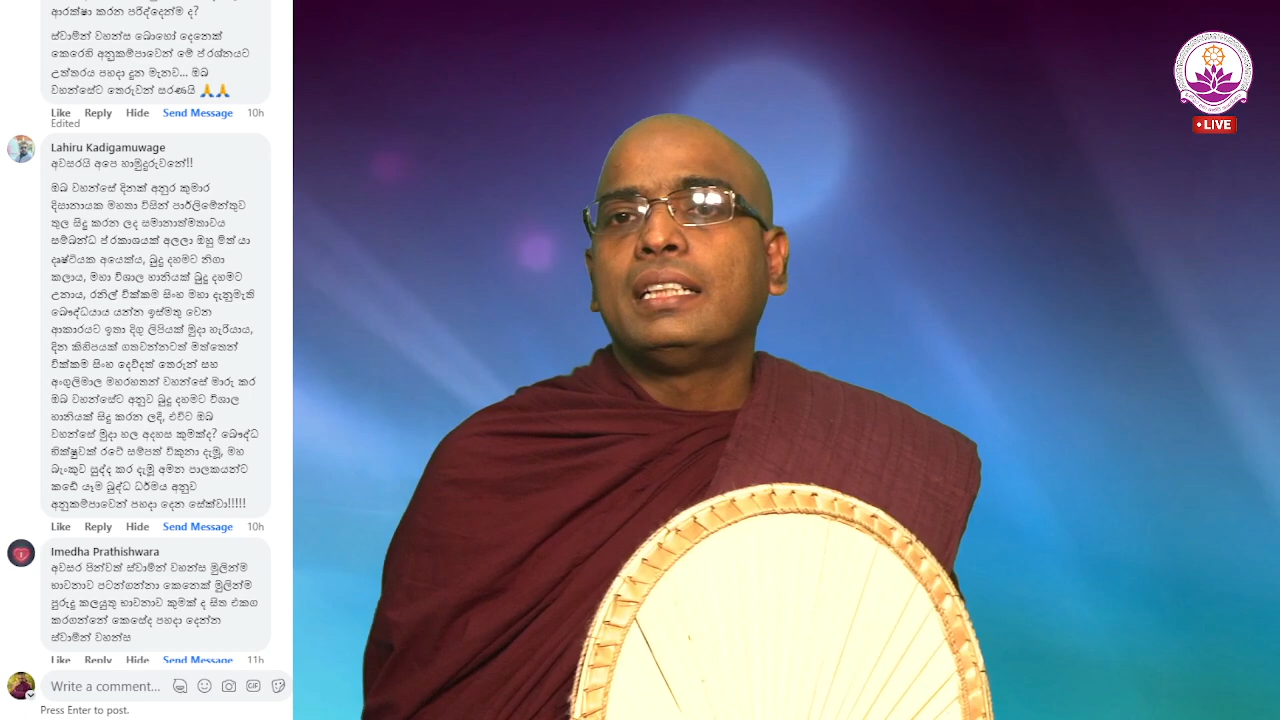 ආරක්ෂා කරන පරිද්දෙන්ම ද?
ස්වාමින් වහන්ස බොහෝ දෙනෙක්
කෙරෙහි අනුකම්පාවෙන් මේ ප්රශ්නයට
උත්තරය පහදා දුන මැනව... ඔබ
වහන්සේට තෙරුවන් සරණයි 🙏🙏
Like Reply Hide Send Message 10h
Edited
Lahiru Kadigamuwage
අවසරයි අපෙ හාමුදුරුවනේ!!
ඔබ වහන්සේ දිනක් අනුර කුමාර
දිසානායක මහතා විසින් පාර්ලිමේන්තුව
තුල සිදු කරන ලද සමානාත්මතාවය
සම්බන්ධ ප්රකාශයක් අලලා ඔහු මිත්යා
දෘෂ්ටියක අයෙක්ය, බුදු දහමට නිගා
කලාය, මහා විශාල හානියක් බුදු දහමට
උනාය, රනිල් වික්කම සිංහ මහා දැනුමැති
බෞද්ධයාය යන්න ඉස්මතු වෙන
ආකාරයට ඉතා දිගු ලිපියක් මුදා හැරියාය,
දින කිහිපයක් ගතවන්නටත් මත්තෙන්
වික්කම සිංහ දෙව්දත් තෙරුන් සහ
අංගුලිමාල මහරහතන් වහන්සේ මාරු කර
ඔබ වහන්සේට අනුව බුදු දහමට විශාල
හානියක් සිදු කරන ලදි, එවිට ඔබ
වහන්සේ මුදා හල අදහස කුමක්ද? බෞද්ධ
භික්ෂුවක් රටේ සම්පත් විකුනා දැමූ, මහ
බැංකුව පුද්ද කර දැමූ අමන පාලකයන්ට
කඩේ යෑම බුද්ධ ධර්මය අනුව
අනුකම්පාවෙන් පහදා දෙන සේක්වා!!!!!
Like Reply Hide Send Message 10h
Imedha Prathishwara
අවසර පින්වත් ස්වාමින් වහන්ස මුලින්ම
භාවනාව පටන්ගන්නා කෙනෙක් මුලින්ම
පුරුදු කලයුතු භාවනාව කුමක් ද සිත එකග
කරගන්නේ කෙසේද පහදා දෙන්න
ස්වාමින් වහන්ස
Like Reply Hide Send Message 11h
Write a comment...
Press Enter to post.
LIVE